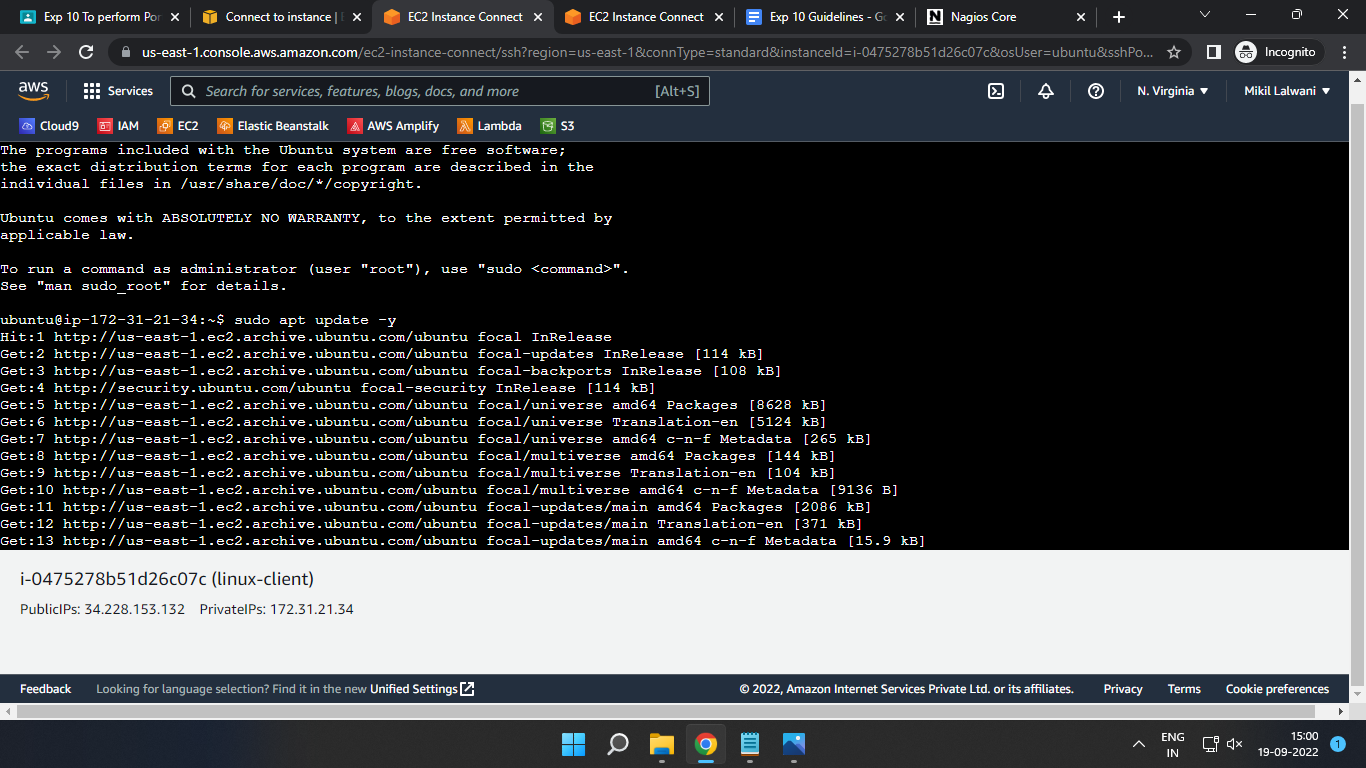 Exp 10 To perform Por
Connect to instance | E
EC2 Instance Connect
EC2 Instance Connect
Exp 10 Guidelines - Go
Nagios Core
us-east-1.console.aws.amazon.com/ec2-instance-connect/ssh?region=us-east-1&connType=standard&instanceId=i-0475278b51d26c07c&osUser=ubuntu&sshPo...
Incognito
aws
Services
Search for services, features, blogs, docs, and more
[Alt+S]
N. Virginia
Mikil Lalwani
Cloud9
IAM
EC2
Elastic Beanstalk
AWS Amplify
Lambda
S3
The programs included with the Ubuntu system are free software;
the exact distribution terms for each program are described in the
individual files in /usr/share/doc/*/copyright.
Ubuntu comes with ABSOLUTELY NO WARRANTY, to the extent permitted by
applicable law.
To run a command as administrator (user "root"), use "sudo <command>".
See "man sudo_root" for details.
ubuntu@ip-172-31-21-34:~$ sudo apt update -y
Hit:1 http://us-east-1.ec2.archive.ubuntu.com/ubuntu focal InRelease
Get:2 http://us-east-1.ec2.archive.ubuntu.com/ubuntu focal-updates InRelease [114 kB]
Get:3 http://us-east-1.ec2.archive.ubuntu.com/ubuntu focal-backports InRelease [108 kB]
Get:4 http://security.ubuntu.com/ubuntu focal-security InRelease [114 kB]
Get:5 http://us-east-1.ec2.archive.ubuntu.com/ubuntu focal/universe amd64 Packages [8628 kB]
Get:6 http://us-east-1.ec2.archive.ubuntu.com/ubuntu focal/universe Translation-en [5124 kB]
Get:7 http://us-east-1.ec2.archive.ubuntu.com/ubuntu focal/universe amd64 c-n-f Metadata [265 kB]
Get:8 http://us-east-1.ec2.archive.ubuntu.com/ubuntu focal/multiverse amd64 Packages [144 kB]
Get:9 http://us-east-1.ec2.archive.ubuntu.com/ubuntu focal/multiverse Translation-en [104 kB]
Get:10 http://us-east-1.ec2.archive.ubuntu.com/ubuntu focal/multiverse amd64 c-n-f Metadata [9136 B]
Get:11 http://us-east-1.ec2.archive.ubuntu.com/ubuntu focal-updates/main amd64 Packages [2086 kB]
Get:12 http://us-east-1.ec2.archive.ubuntu.com/ubuntu focal-updates/main Translation-en [371 kB]
Get:13 http://us-east-1.ec2.archive.ubuntu.com/ubuntu focal-updates/main amd64 c-n-f Metadata [15.9 kB]
i-0475278b51d26c07c (linux-client)
PublicIPs: 34.228.153.132 PrivateIPs: 172.31.21.34
Feedback
Looking for language selection? Find it in the new Unified Settings
© 2022, Amazon Internet Services Private Ltd. or its affiliates.
Privacy
Terms
Cookie preferences
ENG
IN
15:00
19-09-2022
1